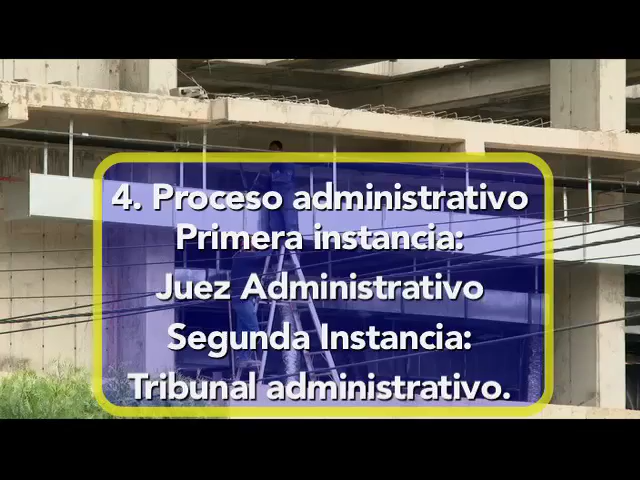 4. Proceso administrativo
Primera instancia:
Juez Administrativo
Segunda Instancia:
Tribunal administrativo.